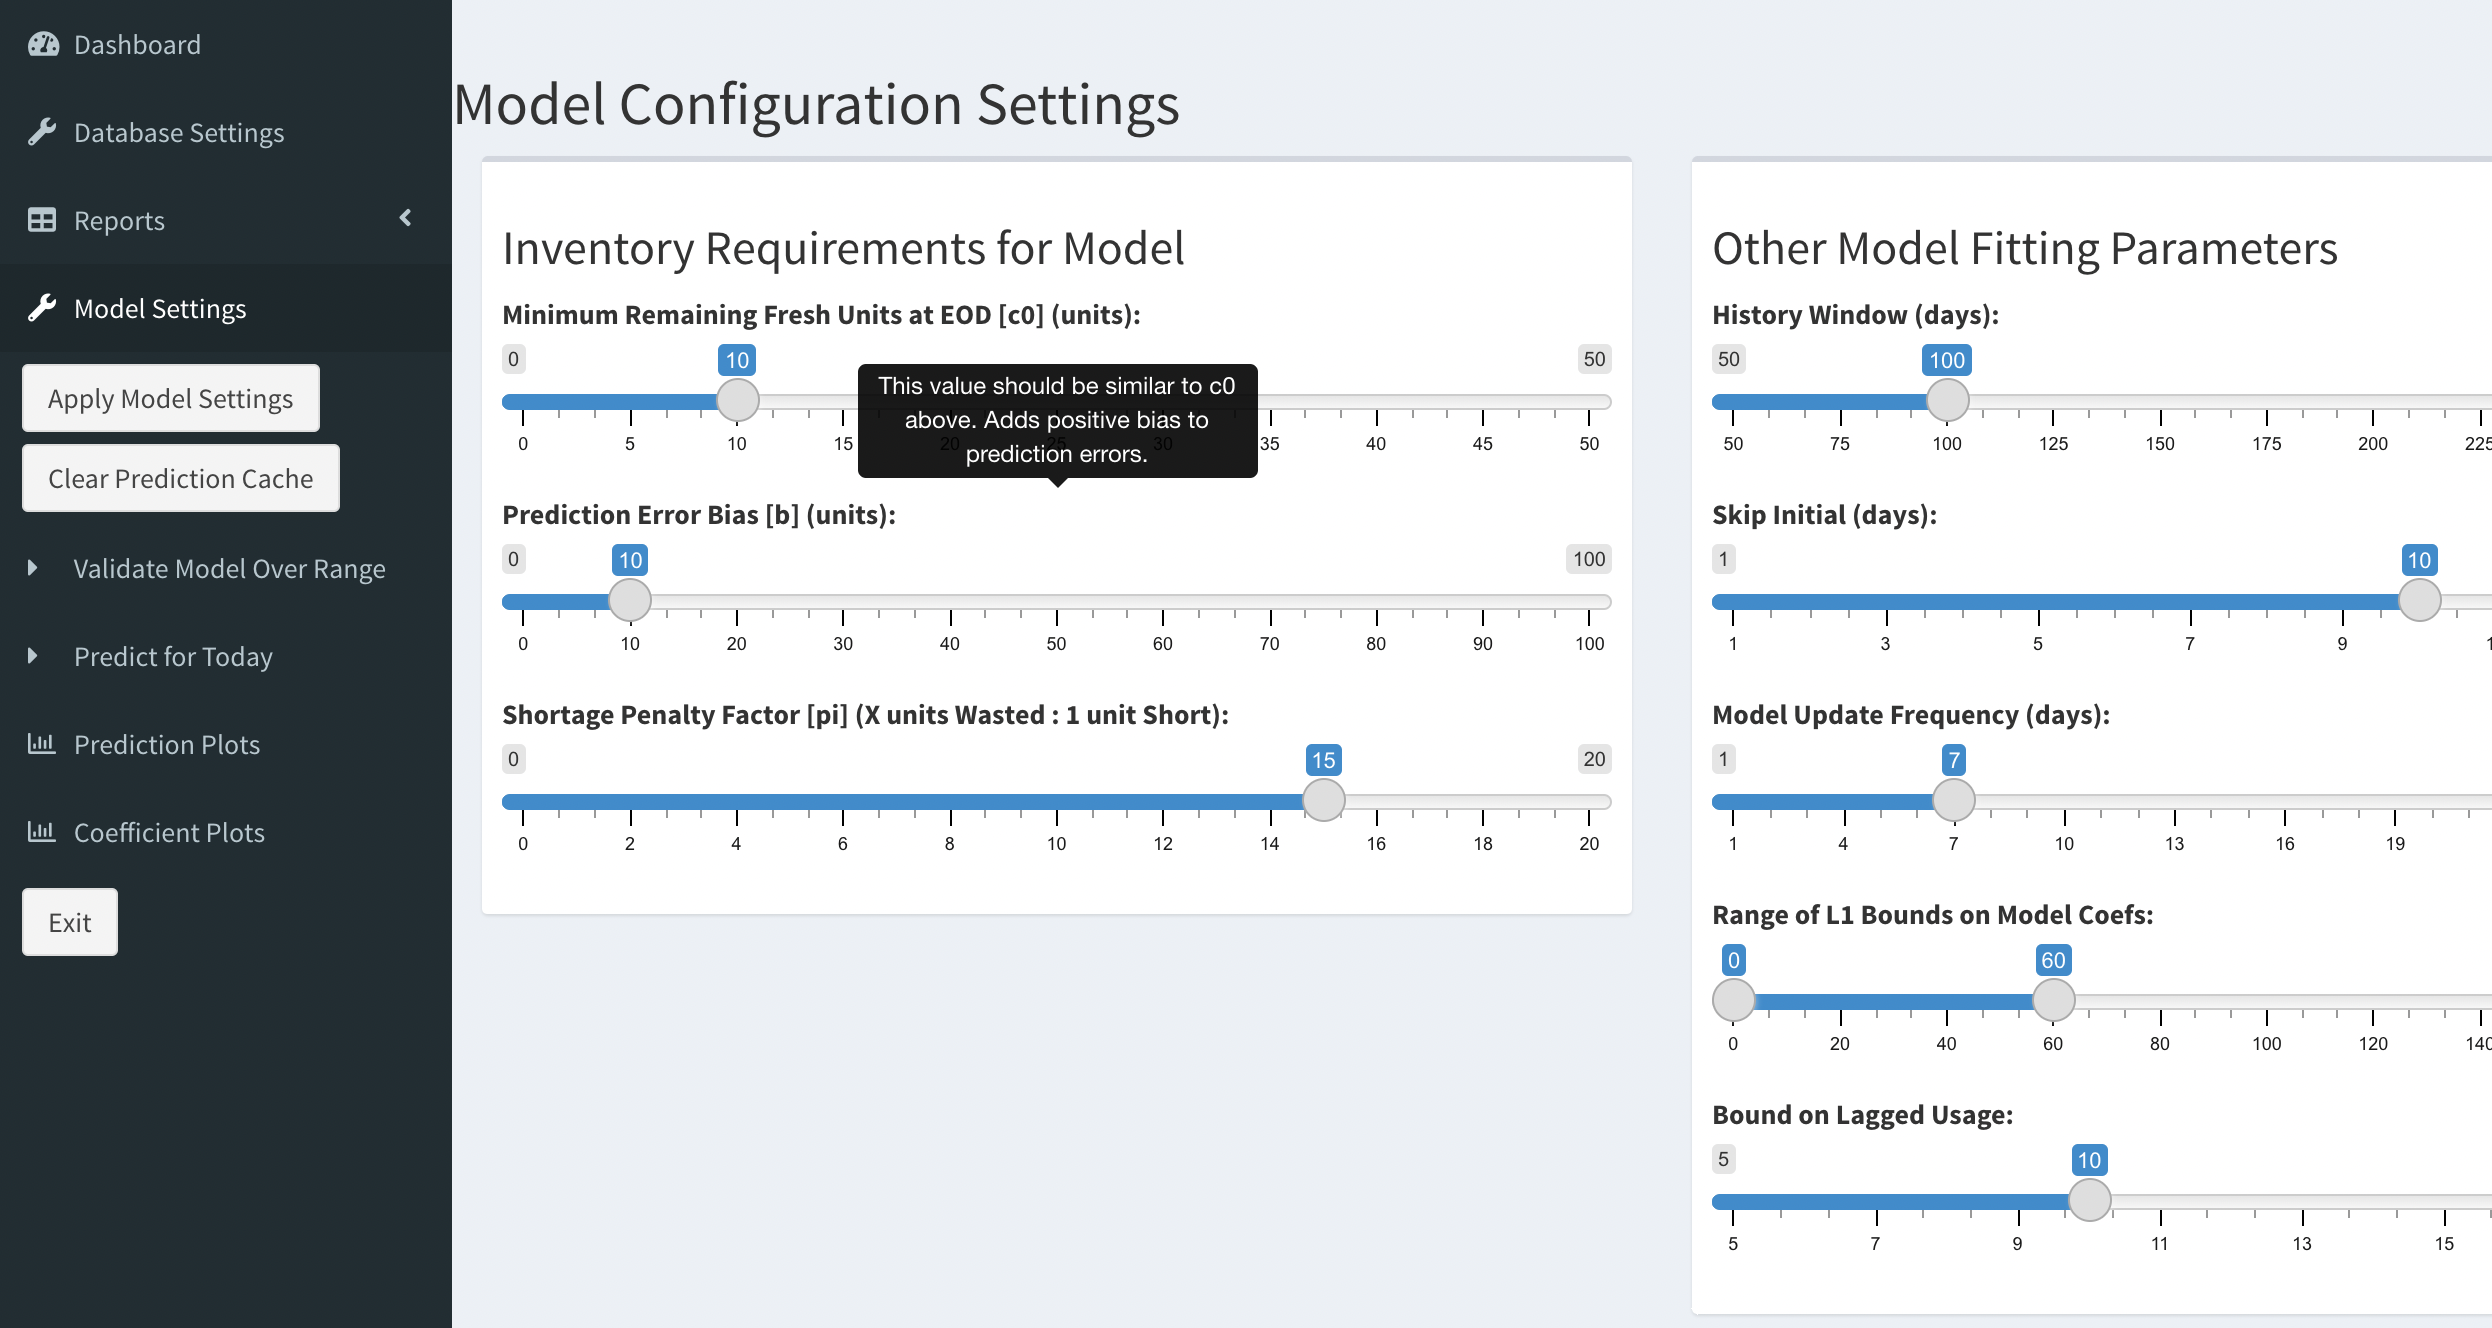 Dashboard
Database Settings
Reports
Model Settings
Apply Model Settings
Clear Prediction Cache
Validate Model Over Range
Predict for Today
Prediction Plots
Coefficient Plots
Exit
Model Configuration Settings
Inventory Requirements for Model
Minimum Remaining Fresh Units at EOD [c0] (units):
0 10 50
0 5 10 15 20 25 30 35 40 45 50
This value should be similar to c0
above. Adds positive bias to
prediction errors.
Prediction Error Bias [b] (units):
0 10 100
0 10 20 30 40 50 60 70 80 90 100
Shortage Penalty Factor [pi] (X units Wasted : 1 unit Short):
0 15 20
0 2 4 6 8 10 12 14 16 18 20
Other Model Fitting Parameters
History Window (days):
50 100
50 75 100 125 150 175 200 225
Skip Initial (days):
1 10
1 3 5 7 9
Model Update Frequency (days):
1 7
1 4 7 10 13 16 19
Range of L1 Bounds on Model Coefs:
0 60
0 20 40 60 80 100 120 140
Bound on Lagged Usage:
5 10
5 7 9 11 13 15